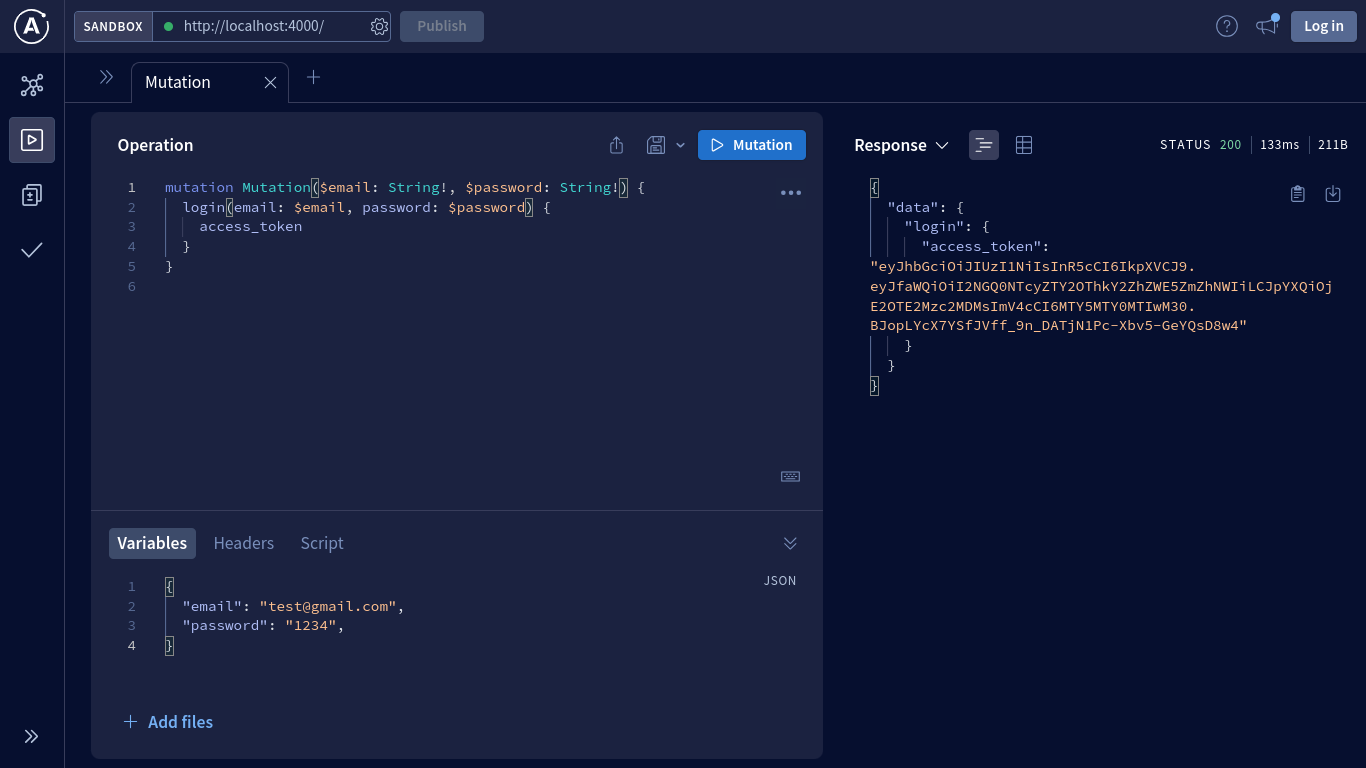 SANDBOX http://localhost:4000/ Publish Log in
Mutation
Operation Mutation
1 mutation Mutation($email: String!, $password: String!) {
2 login(email: $email, password: $password) {
3 access_token
4 }
5 }
6
Variables Headers Script
JSON
1 {
2 "email": "test@gmail.com",
3 "password": "1234",
4 }
Add files
Response STATUS 200 133ms 211B
{
"data": {
"login": {
"access_token":
"eyJhbGciOiJIUzI1NiIsInR5cCI6IkpXVCJ9.
eyJfaWQiOiI2NGQ0NTcyZTY2OThkY2ZhZWE5ZmZhNWIiLCJpYXQiOj
E2OTE2Mzc2MDMsImV4cCI6MTY5MTY0MTIwM30.
BJopLYcX7YSfJVff_9n_DATjN1Pc-Xbv5-GeYQsD8w4"
}
}
}